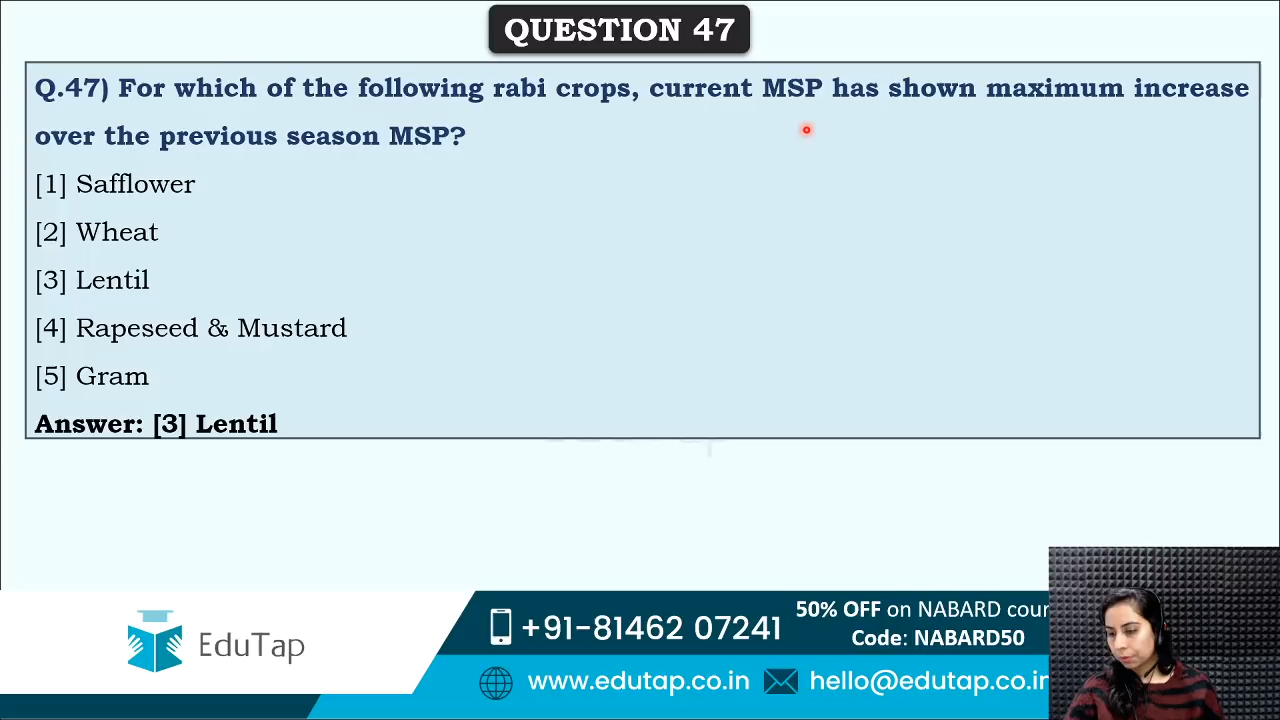 QUESTION 47
Q.47) For which of the following rabi crops, current MSP has shown maximum increase
over the previous season MSP?
[1] Safflower
[2] Wheat
[3] Lentil
[4] Rapeseed & Mustard
[5] Gram
Answer: [3] Lentil
EduTap
+91-81462 07241
50% OFF on NABARD cour
Code: NABARD50
www.edutap.co.in
hello@edutap.co.in